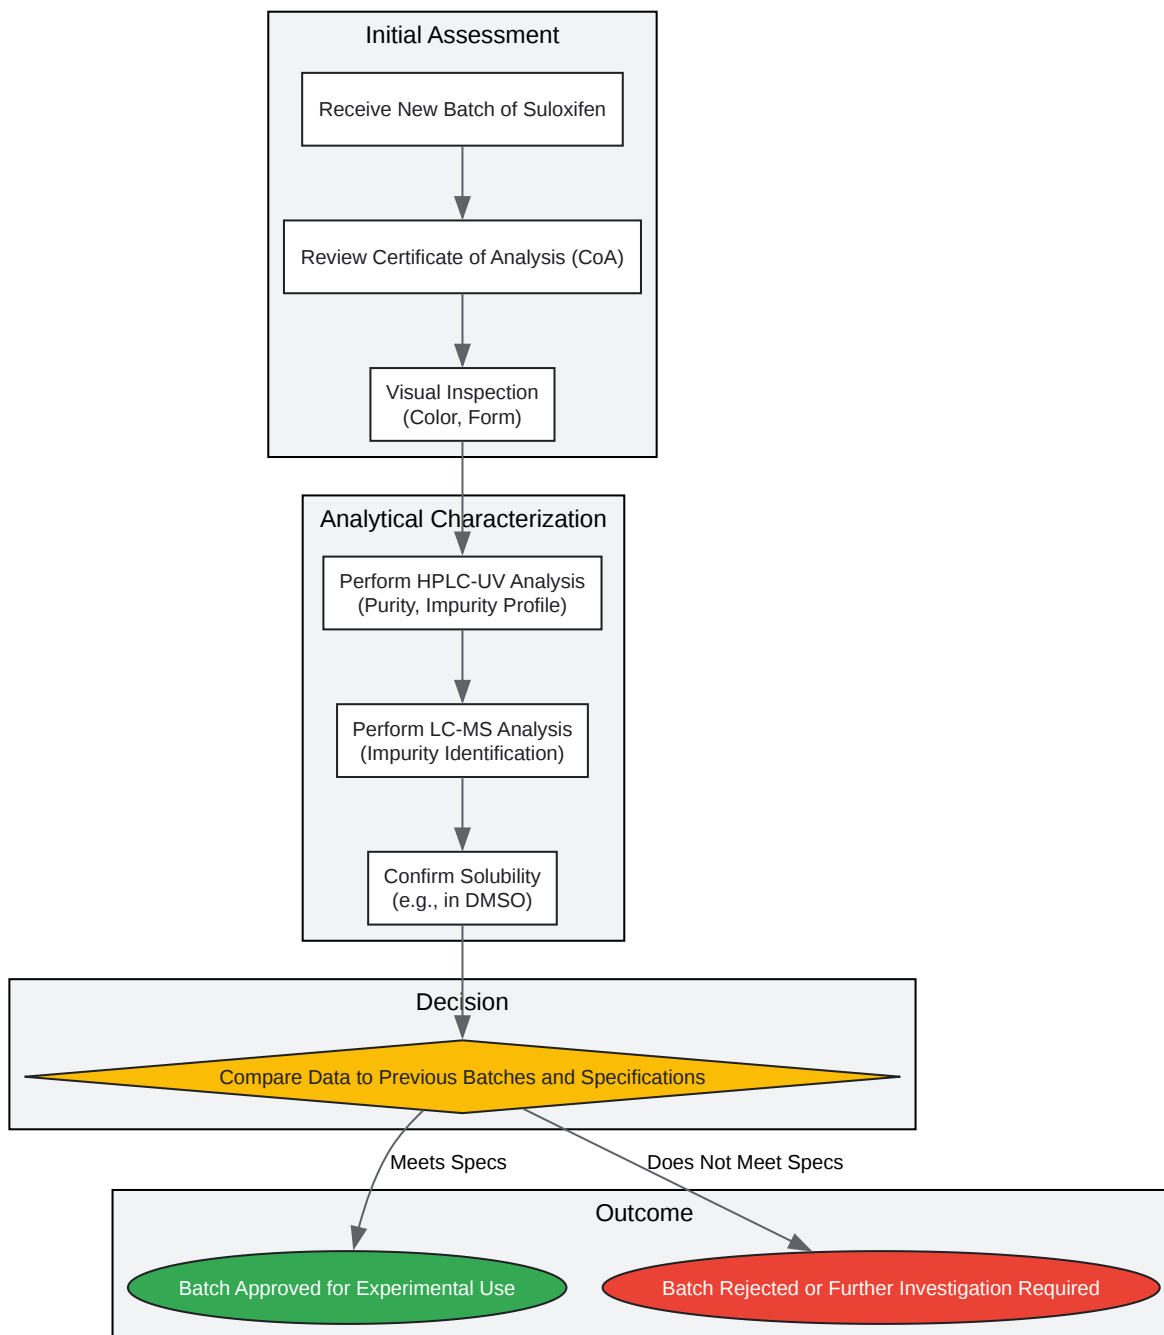 Initial Assessment
Receive New Batch of Suloxifen
Review Certificate of Analysis (CoA)
Visual Inspection
(Color, Form)
Analytical Characterization
Perform HPLC-UV Analysis
(Purity, Impurity Profile)
Perform LC-MS Analysis
(Impurity Identification)
Confirm Solubility
(e.g., in DMSO)
Decision
Compare Data to Previous Batches and Specifications
Meets Specs
Does Not Meet Specs
Outcome
Batch Approved for Experimental Use
Batch Rejected or Further Investigation Required